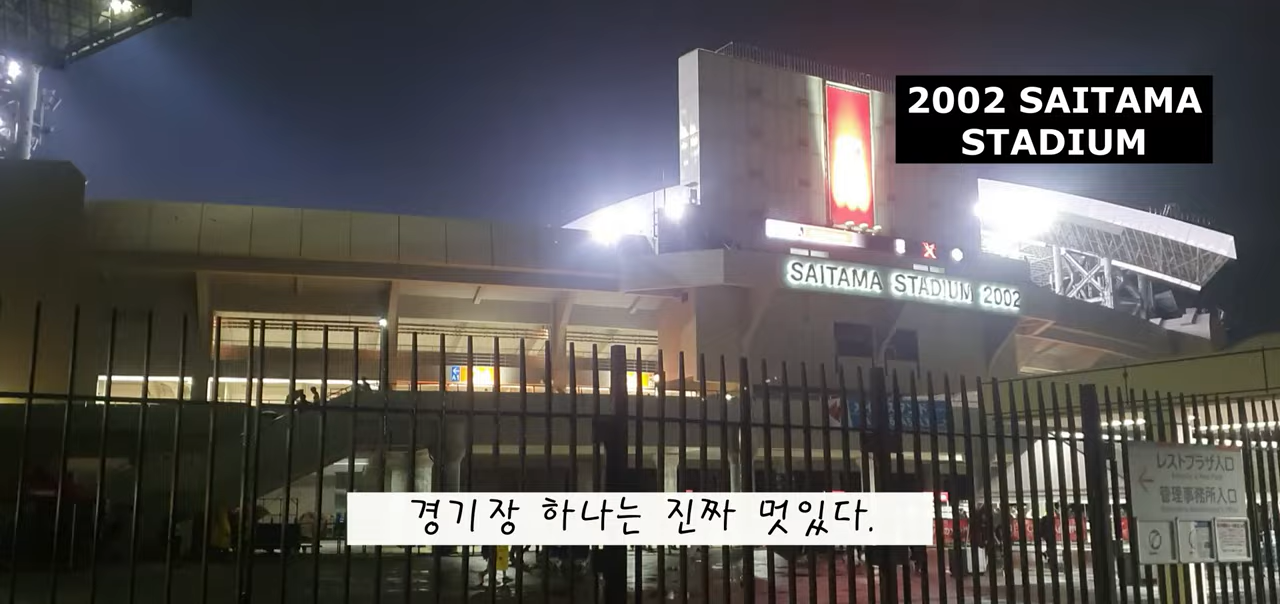 2002 SAITAMA
STADIUM
SAITAMA STADIUM 2002
レストプラザ入口
管理事務所入口
경기장 하나는 진짜 멋있다.